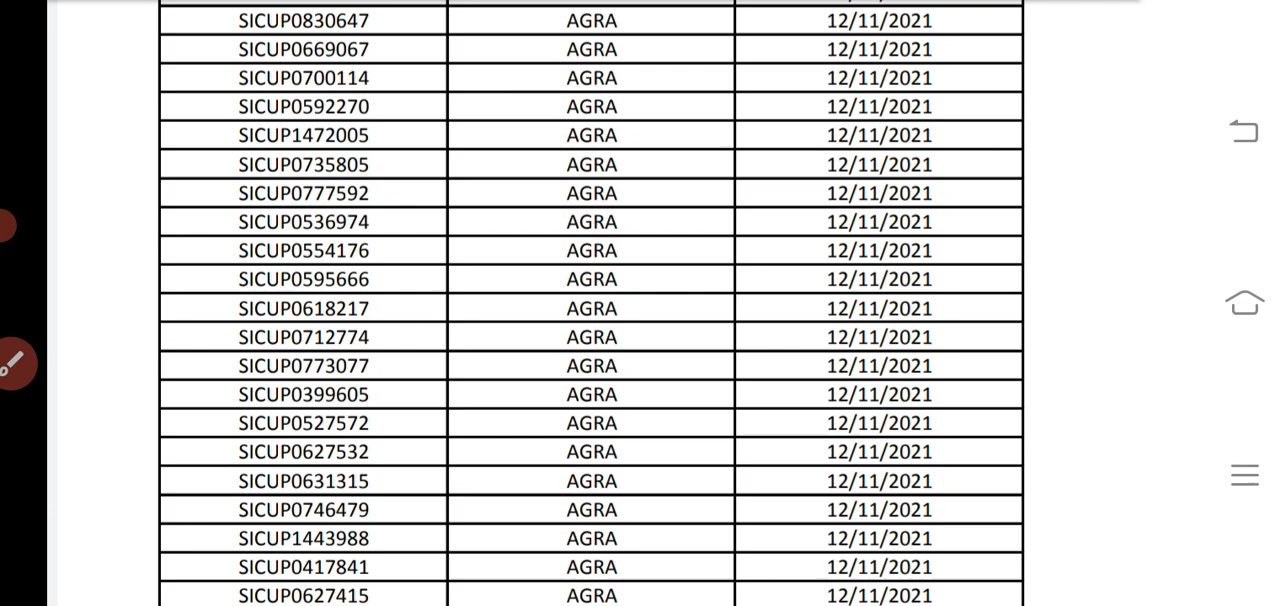 SICUP0830647 AGRA 12/11/2021
SICUP0669067 AGRA 12/11/2021
SICUP0700114 AGRA 12/11/2021
SICUP0592270 AGRA 12/11/2021
SICUP1472005 AGRA 12/11/2021
SICUP0735805 AGRA 12/11/2021
SICUP0777592 AGRA 12/11/2021
SICUP0536974 AGRA 12/11/2021
SICUP0554176 AGRA 12/11/2021
SICUP0595666 AGRA 12/11/2021
SICUP0618217 AGRA 12/11/2021
SICUP0712774 AGRA 12/11/2021
SICUP0773077 AGRA 12/11/2021
SICUP0399605 AGRA 12/11/2021
SICUP0527572 AGRA 12/11/2021
SICUP0627532 AGRA 12/11/2021
SICUP0631315 AGRA 12/11/2021
SICUP0746479 AGRA 12/11/2021
SICUP1443988 AGRA 12/11/2021
SICUP0417841 AGRA 12/11/2021
SICUP0627415 AGRA 12/11/2021